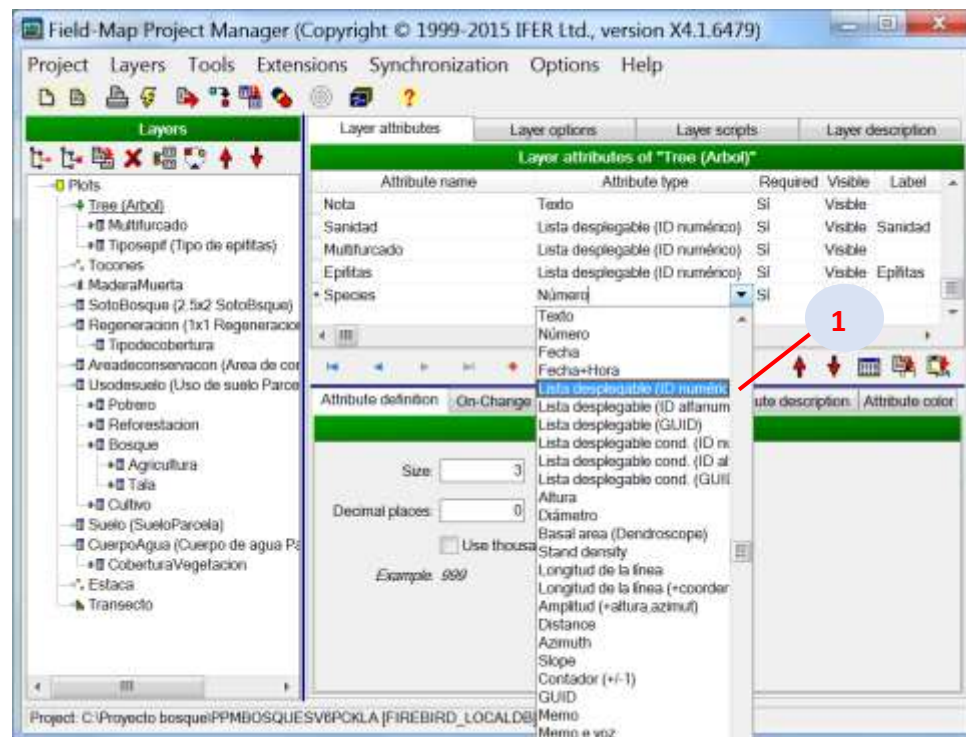 Field-Map Project Manager (Copyright © 1999-2015 IFER Ltd., version X4.1.6479)
Project Layers Tools Extensions Synchronization Options Help
Layers
Plots
Tree (Arbol)
Multifurcado
Tiposepif (Tipo de epifitas)
Tocones
MaderaMuerta
SotoBosque (2.5x2 SotoBsque)
Regeneracion (1x1 Regeneracior
Tipodecobertura
Areadeconservacon (Area de cor
Usodesuelo (Uso de suelo Parce
Potrero
Reforestacion
Bosque
Agricultura
Tala
Cultivo
Suelo (SueloParcela)
CuerpoAgua (Cuerpo de agua Pa
CoberturaVegetacion
Estaca
Transecto
Layer attributes Layer options Layer scripts Layer description
Layer attributes of "Tree (Arbol)"
Attribute name Attribute type Required Visible Label
Nota Texto Sí Visible
Sanidad Lista desplegable (ID numérico) Sí Visible Sanidad
Multifurcado Lista desplegable (ID numérico) Sí Visible
Epifitas Lista desplegable (ID numérico) Sí Visible Epifitas
Species Número Sí
Texto
Número
Fecha
Fecha+Hora
Lista desplegable (ID numéric
Lista desplegable (ID alfanum
Lista desplegable (GUID)
Lista desplegable cond. (ID nu
Lista desplegable cond. (ID al
Lista desplegable cond. (GUII
Altura
Diámetro
Basal area (Dendroscope)
Stand density
Longitud de la línea
Longitud de la línea (+coorder
Amplitud (+altura,azimut)
Distance
Azimuth
Slope
Contador (+/-1)
GUID
Memo
Memo e voz
1
Attribute definition On-Change ute description Attribute color
Size: 3
Decimal places: 0
Use thousa
Example: 999
Project: C:\Proyecto bosque\PPMBOSQUESV6POKLA [FIREBIRD_LOCALDB